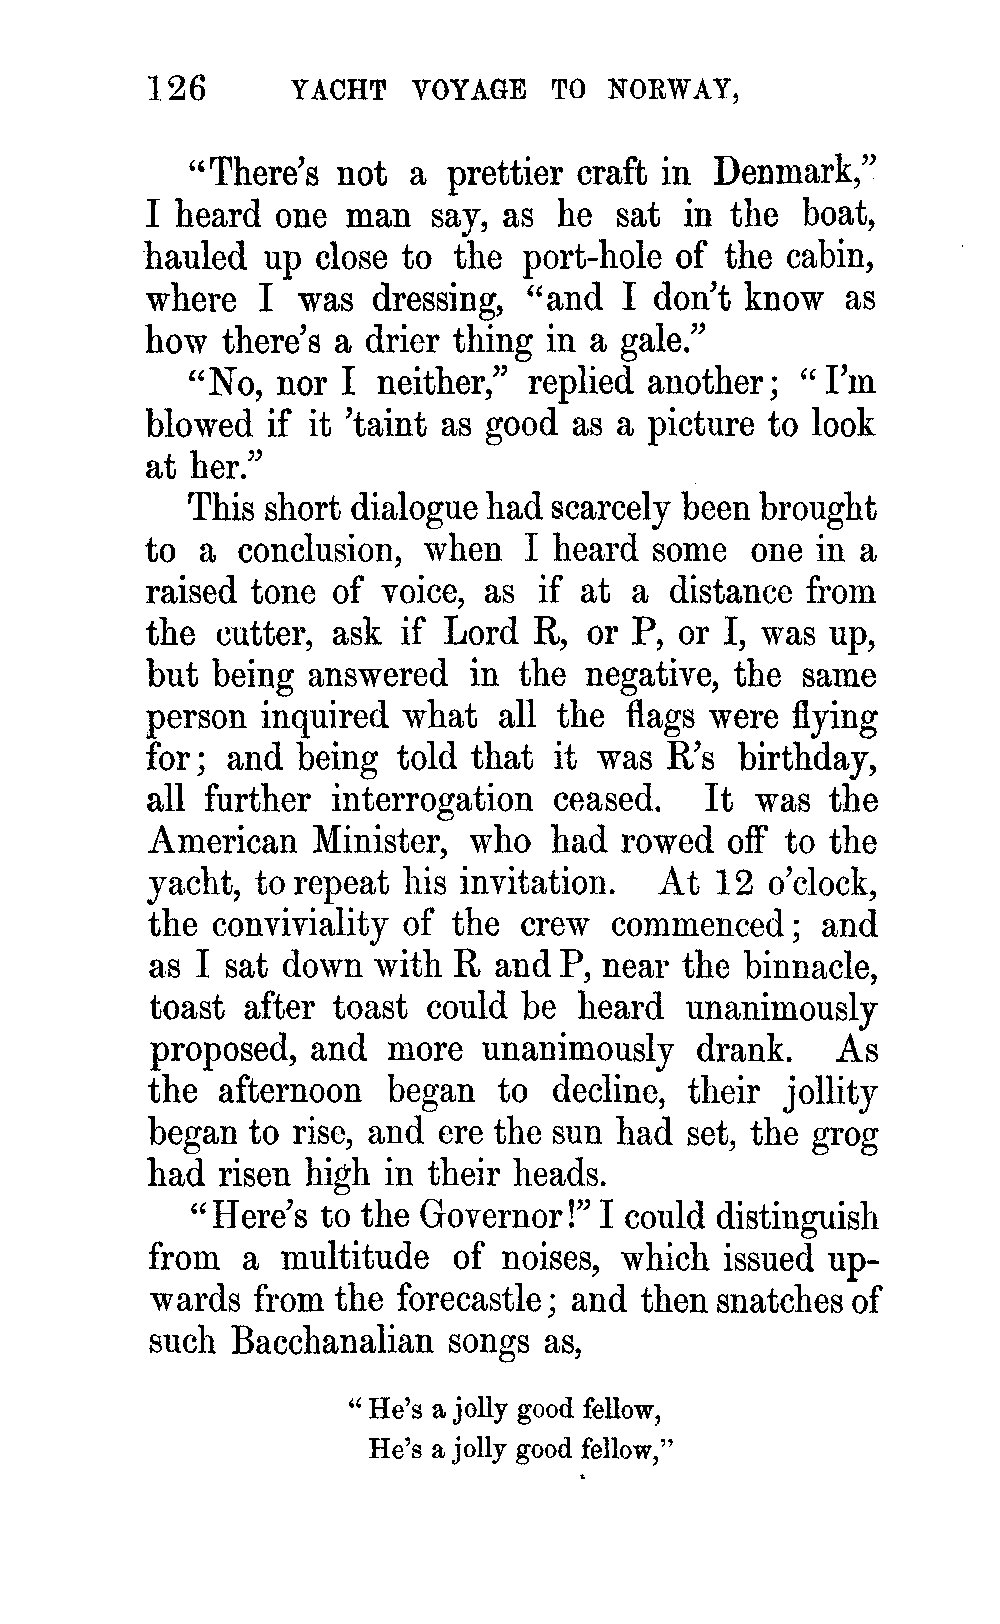 126 YACHT VOYAGE TO NORWAY,
“There’s not a prettier craft in Denmark,”
I heard one man say, as he sat in the boat,
hauled up close to the port-hole of the cabin,
where I was dressing, “and I don’t know as
how there’s a drier thing in a gale.”
“No, nor I neither,” replied another; “I’m
blowed if it ’taint as good as a picture to look
at her.”
This short dialogue had scarcely been brought
to a conclusion, when I heard some one in a
raised tone of voice, as if at a distance from
the cutter, ask if Lord R, or P, or I, was up,
but being answered in the negative, the same
person inquired what all the flags were flying
for; and being told that it was R’s birthday,
all further interrogation ceased. It was the
American Minister, who had rowed off to the
yacht, to repeat his invitation. At 12 o’clock,
the conviviality of the crew commenced; and
as I sat down with R and P, near the binnacle,
toast after toast could be heard unanimously
proposed, and more unanimously drank. As
the afternoon began to decline, their jollity
began to rise, and ere the sun had set, the grog
had risen high in their heads.
“Here’s to the Governor!” I could distinguish
from a multitude of noises, which issued up-
wards from the forecastle; and then snatches of
such Bacchanalian songs as,
“He’s a jolly good fellow,
He’s a jolly good fellow,”